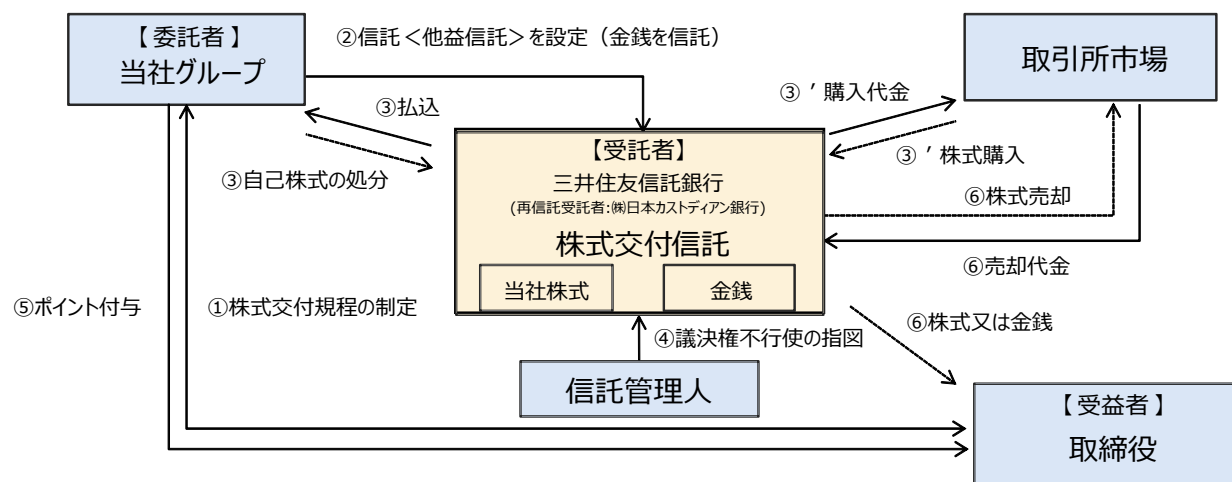 【委託者】
当社グループ
②信託<他益信託>を設定（金銭を信託）
取引所市場
③払込
③’購入代金
【受託者】
三井住友信託銀行
(再信託受託者:㈱日本カストディアン銀行)
株式交付信託
当社株式
金銭
③自己株式の処分
③’株式購入
⑥株式売却
⑥売却代金
⑤ポイント付与
①株式交付規程の制定
④議決権不行使の指図
⑥株式又は金銭
信託管理人
【受益者】
取締役